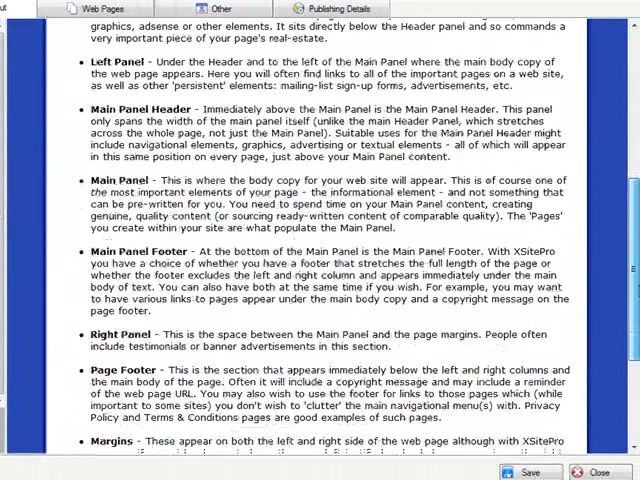 ut
Web Pages
Other
Publishing Details
graphics, adsense or other elements. It sits directly below the Header panel and so commands a
very important piece of your page's real-estate.
• Left Panel - Under the Header and to the left of the Main Panel where the main body copy of
the web page appears. Here you will often find links to all of the important pages on a web site,
as well as other 'persistent' elements: mailing-list sign-up forms, advertisements, etc.
• Main Panel Header - Immediately above the Main Panel is the Main Panel Header. This panel
only spans the width of the main panel itself (unlike the main Header Panel, which stretches
across the whole page, not just the Main Panel). Suitable uses for the Main Panel Header might
include navigational elements, graphics, advertising or textual elements - all of which will appear
in this same position on every page, just above your Main Panel content.
• Main Panel - This is where the body copy for your web site will appear. This is of course one of
the most important elements of your page - the informational element - and not something that
can be pre-written for you. You need to spend time on your Main Panel content, creating
genuine, quality content (or sourcing ready-written content of comparable quality). The 'Pages'
you create within your site are what populate the Main Panel.
• Main Panel Footer - At the bottom of the Main Panel is the Main Panel Footer. With XSitePro
you have a choice of whether you have a footer that stretches the full length of the page or
whether the footer excludes the left and right column and appears immediately under the main
body of text. You can also have both at the same time if you wish. For example, you may want
to have various links to pages appear under the main body copy and a copyright message on the
page footer.
• Right Panel - This is the space between the Main Panel and the page margins. People often
include testimonials or banner advertisements in this section.
• Page Footer - This is the section that appears immediately below the left and right columns and
the main body of the page. Often it will include a copyright message and may include a reminder
of the web page URL. You may also wish to use the footer for links to those pages which (while
important to some sites) you don't wish to 'clutter' the main navigational menu(s) with. Privacy
Policy and Terms & Conditions pages are good examples of such pages.
• Margins - These appear on both the left and right side of the web page although with XSitePro
Save
Close